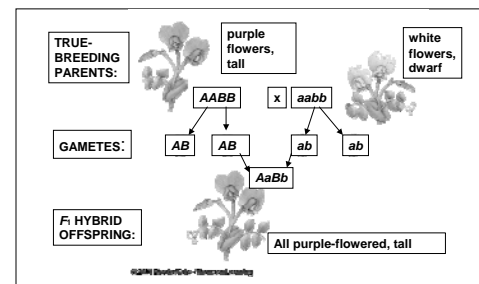 TRUE-
BREEDING
PARENTS:
purple
flowers,
tall
white
flowers,
dwarf
AABB
x
aabb
GAMETES:
AB
AB
ab
ab
AaBb
F1 HYBRID
OFFSPRING:
All purple-flowered, tall